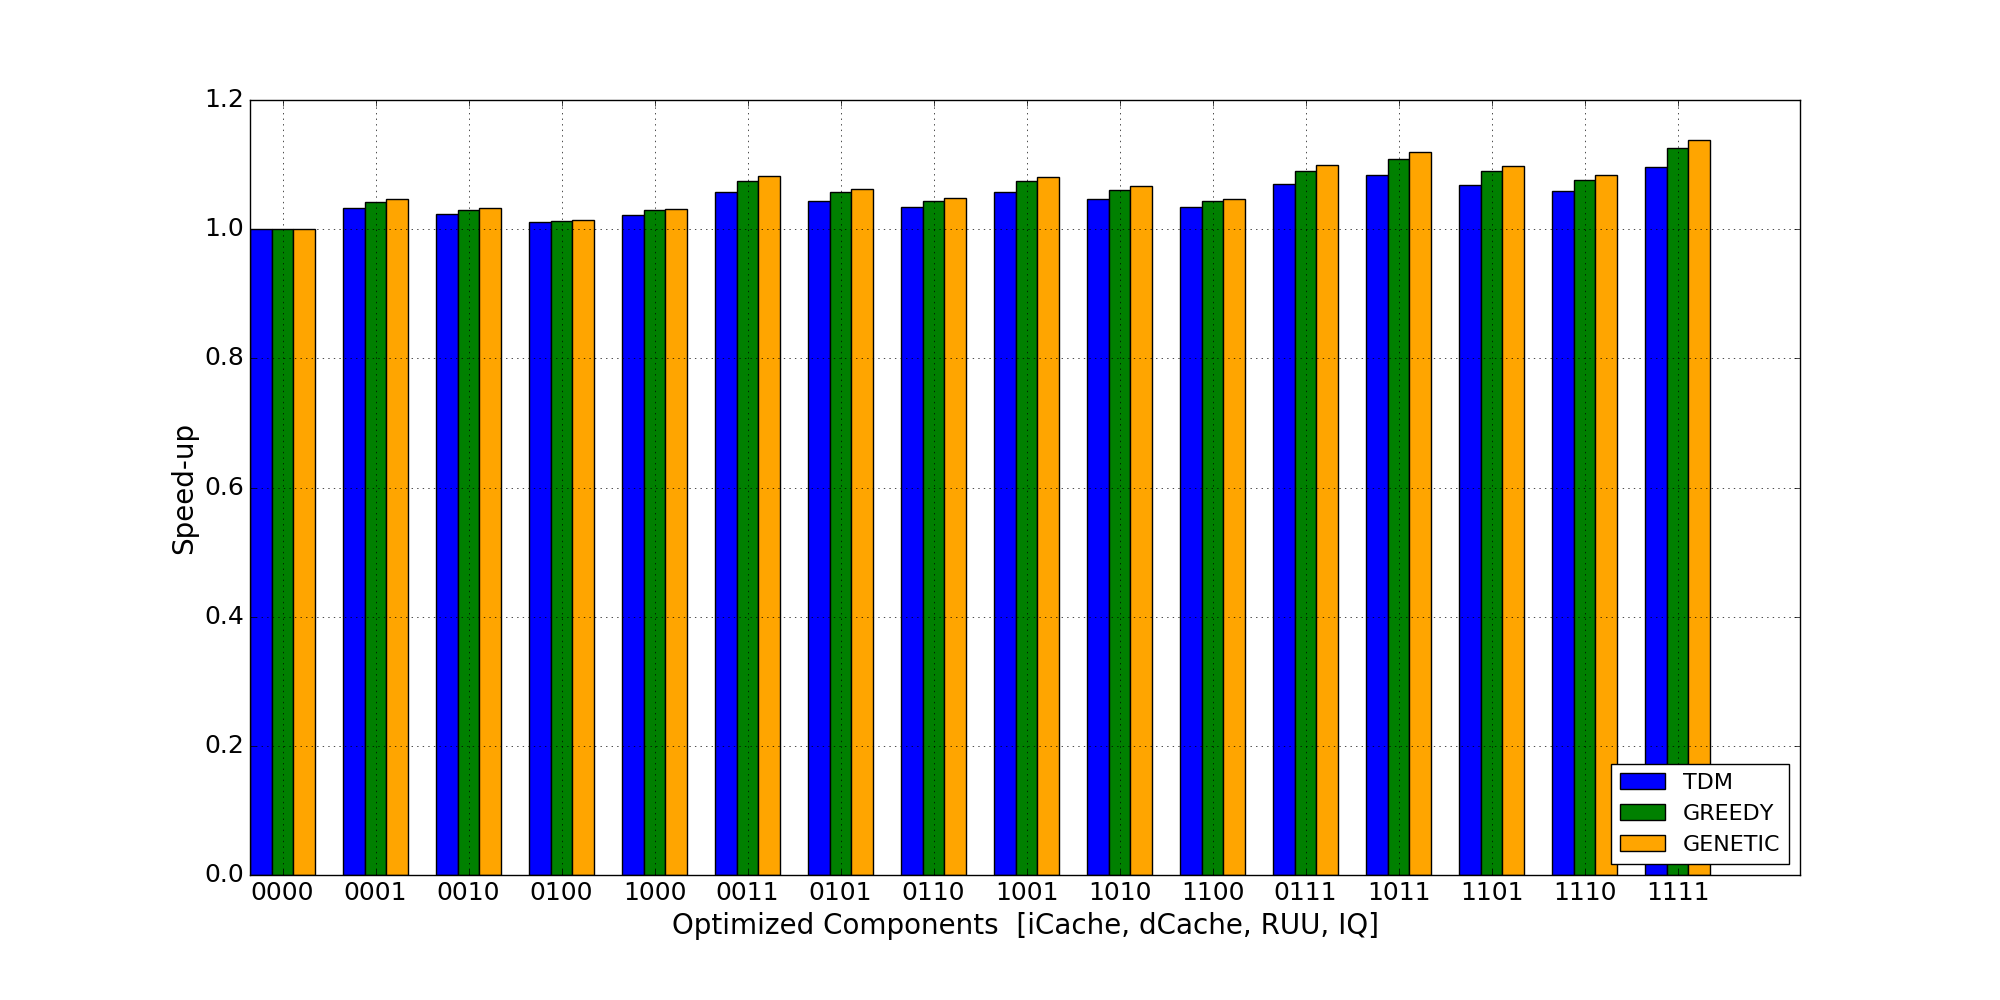 1.2
1.0
0.8
0.6
0.4
0.2
0.0
Speed-up
TDM
GREEDY
GENETIC
0000 0001 0010 0100 1000 0011 0101 0110 1001 1010 1100 0111 1011 1101 1110 1111
Optimized Components [iCache, dCache, RUU, IQ]